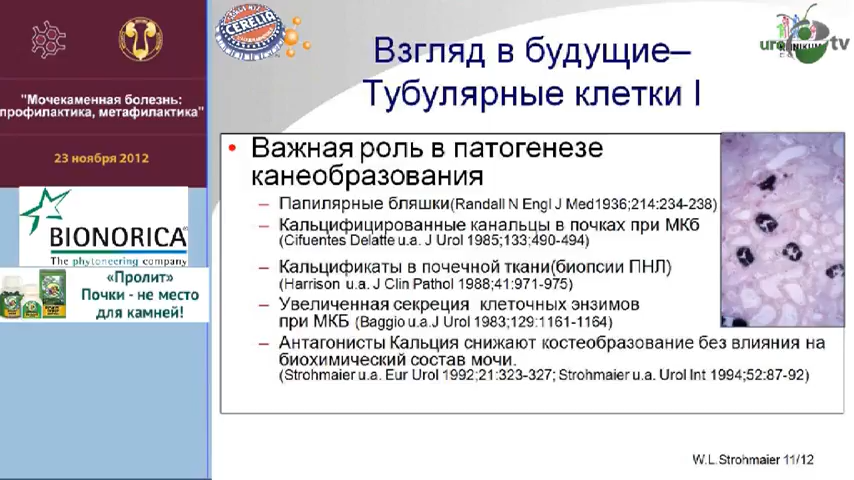 "Мочекаменная болезнь:
профилактика, метафилактика"
23 ноября 2012
BIONORICA
The phytoneering company
«Пролит»
Почки - не место
для камней!
CERELIA
tv
Взгляд в будущие–
Тубулярные клетки I
• Важная роль в патогенезе
канеобразования
– Папилярные бляшки(Randall N Engl J Med1936;214:234-238)
– Кальцифицированные канальцы в почках при МКб
(Cifuentes Delatte u.a. J Urol 1985;133;490-494)
– Кальцификаты в почечной ткани(биопсии ПНЛ)
(Harrison u.a. J Clin Pathol 1988;41:971-975)
– Увеличенная секреция клеточных энзимов
при МКБ (Baggio u.a.J Urol 1983;129:1161-1164)
– Антагонисты Кальция снижают костеобразование без влияния на
биохимический состав мочи.
(Strohmaier u.a. Eur Urol 1992;21:323-327; Strohmaier u.a. Urol Int 1994;52:87-92)
W.L.Strohmaier 11/12